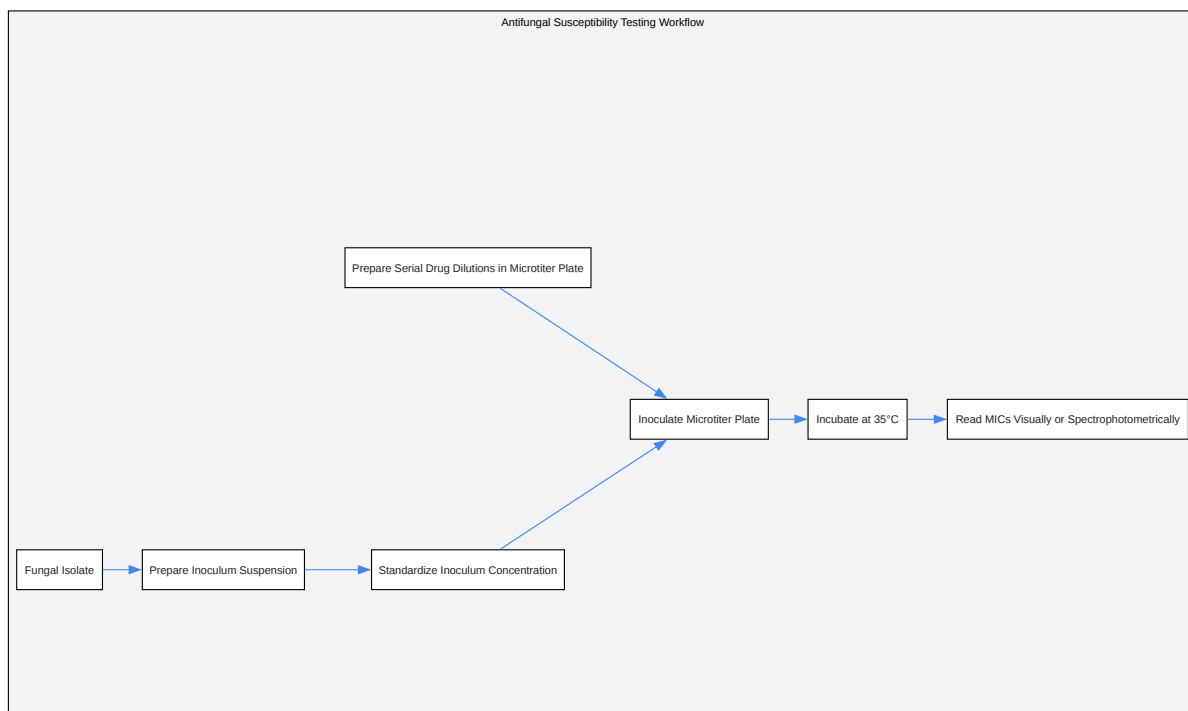 Antifungal Susceptibility Testing Workflow
Prepare Serial Drug Dilutions in Microtiter Plate
Inoculate Microtiter Plate
Incubate at 35°C
Read MICs Visually or Spectrophotometrically
Fungal Isolate
Prepare Inoculum Suspension
Standardize Inoculum Concentration